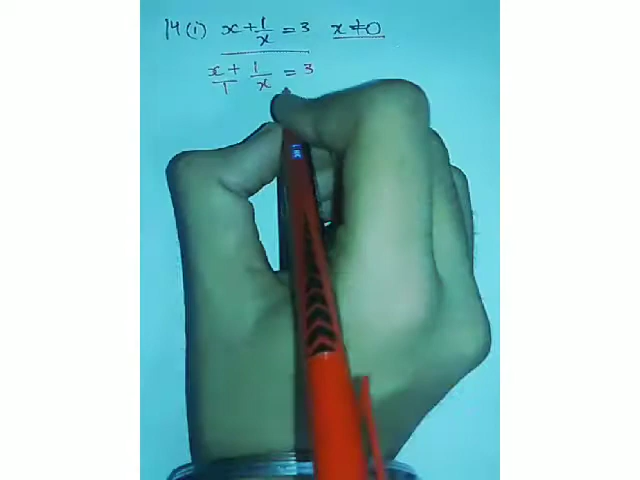 14(i) x + 1/x = 3 x ≠ 0
x/1 + 1/x = 3